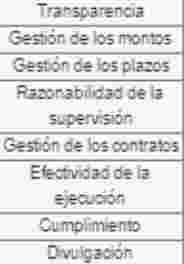 Transparencia
Gestión de los montos
Gestión de los plazos
Razonabilidad de la
supervisión
Gestión de los contratos
Efectividad de la
ejecución
Cumplimiento
Divulgación